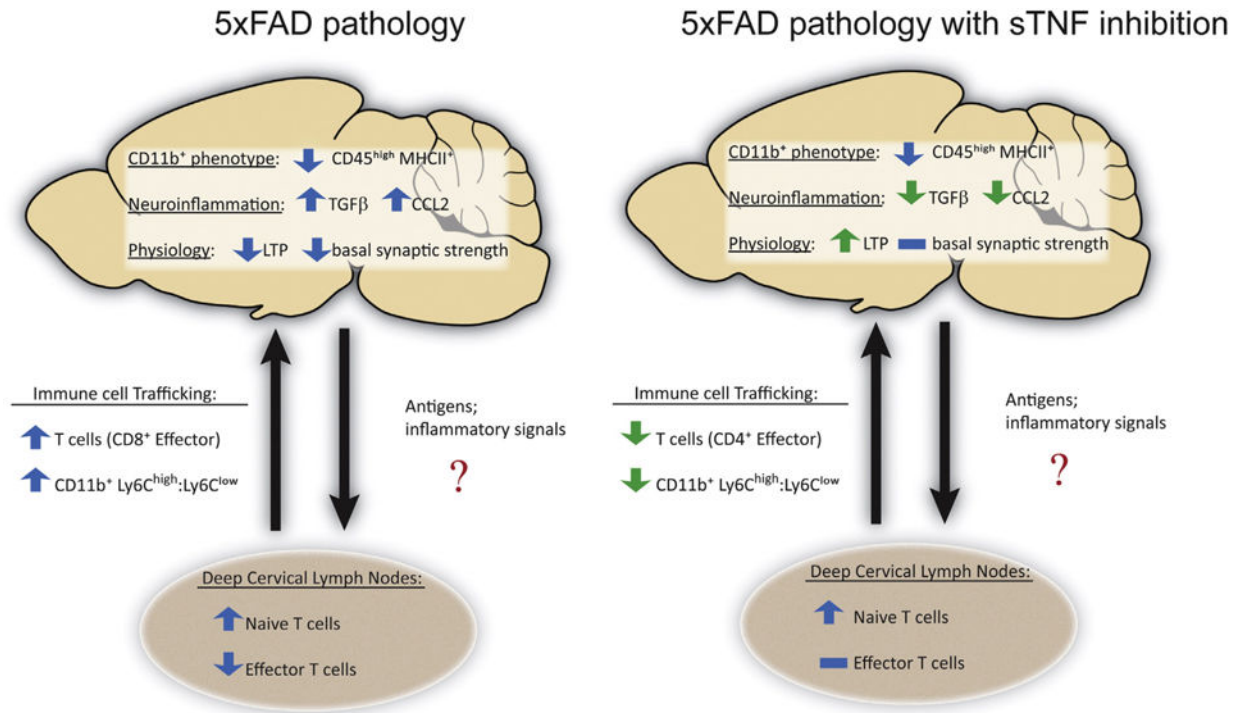 5xFAD pathology
CD11b⁺ phenotype: CD45ʰⁱᵍʰ MHCII⁺
Neuroinflammation: TGFβ CCL2
Physiology: LTP basal synaptic strength
Immune cell Trafficking:
T cells (CD8⁺ Effector)
CD11b⁺ Ly6Cʰⁱᵍʰ:Ly6Cˡᵒʷ
Antigens;
inflammatory signals
?
Deep Cervical Lymph Nodes:
Naive T cells
Effector T cells
5xFAD pathology with sTNF inhibition
CD11b⁺ phenotype: CD45ʰⁱᵍʰ MHCII⁺
Neuroinflammation: TGFβ CCL2
Physiology: LTP basal synaptic strength
Immune cell Trafficking:
T cells (CD4⁺ Effector)
CD11b⁺ Ly6Cʰⁱᵍʰ:Ly6Cˡᵒʷ
Antigens;
inflammatory signals
?
Deep Cervical Lymph Nodes:
Naive T cells
Effector T cells